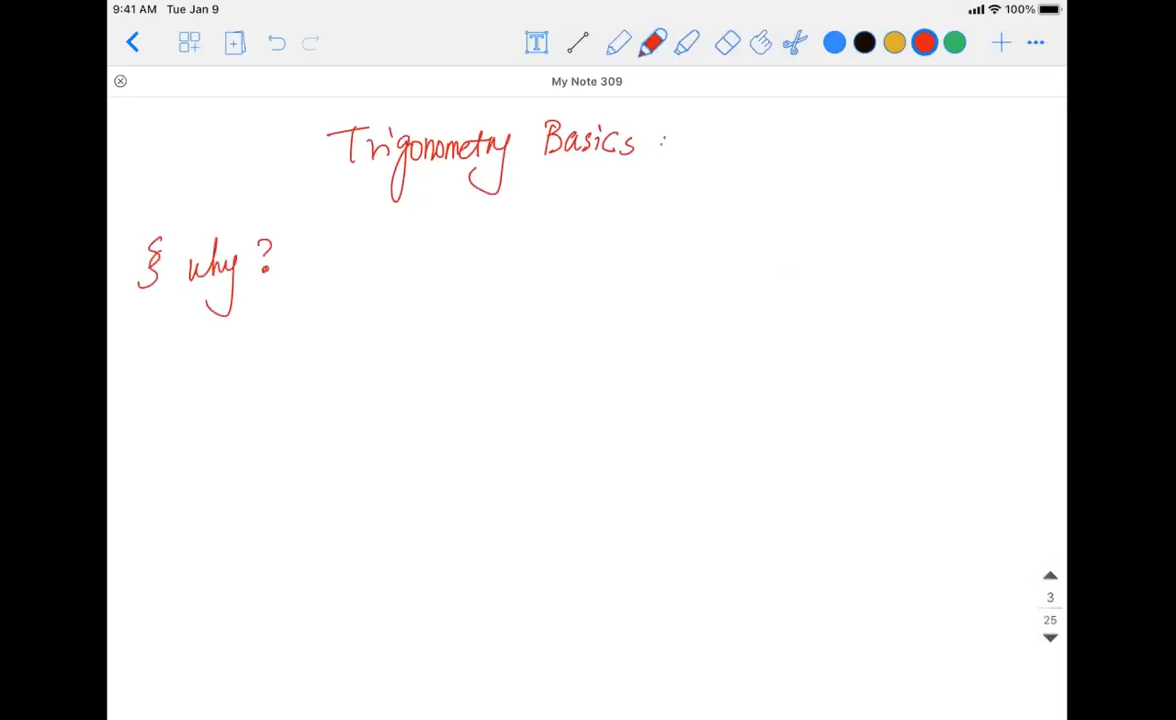 9:41 AM Tue Jan 9
100%
T
My Note 309
Trigonometry Basics :
§ why ?
3
25